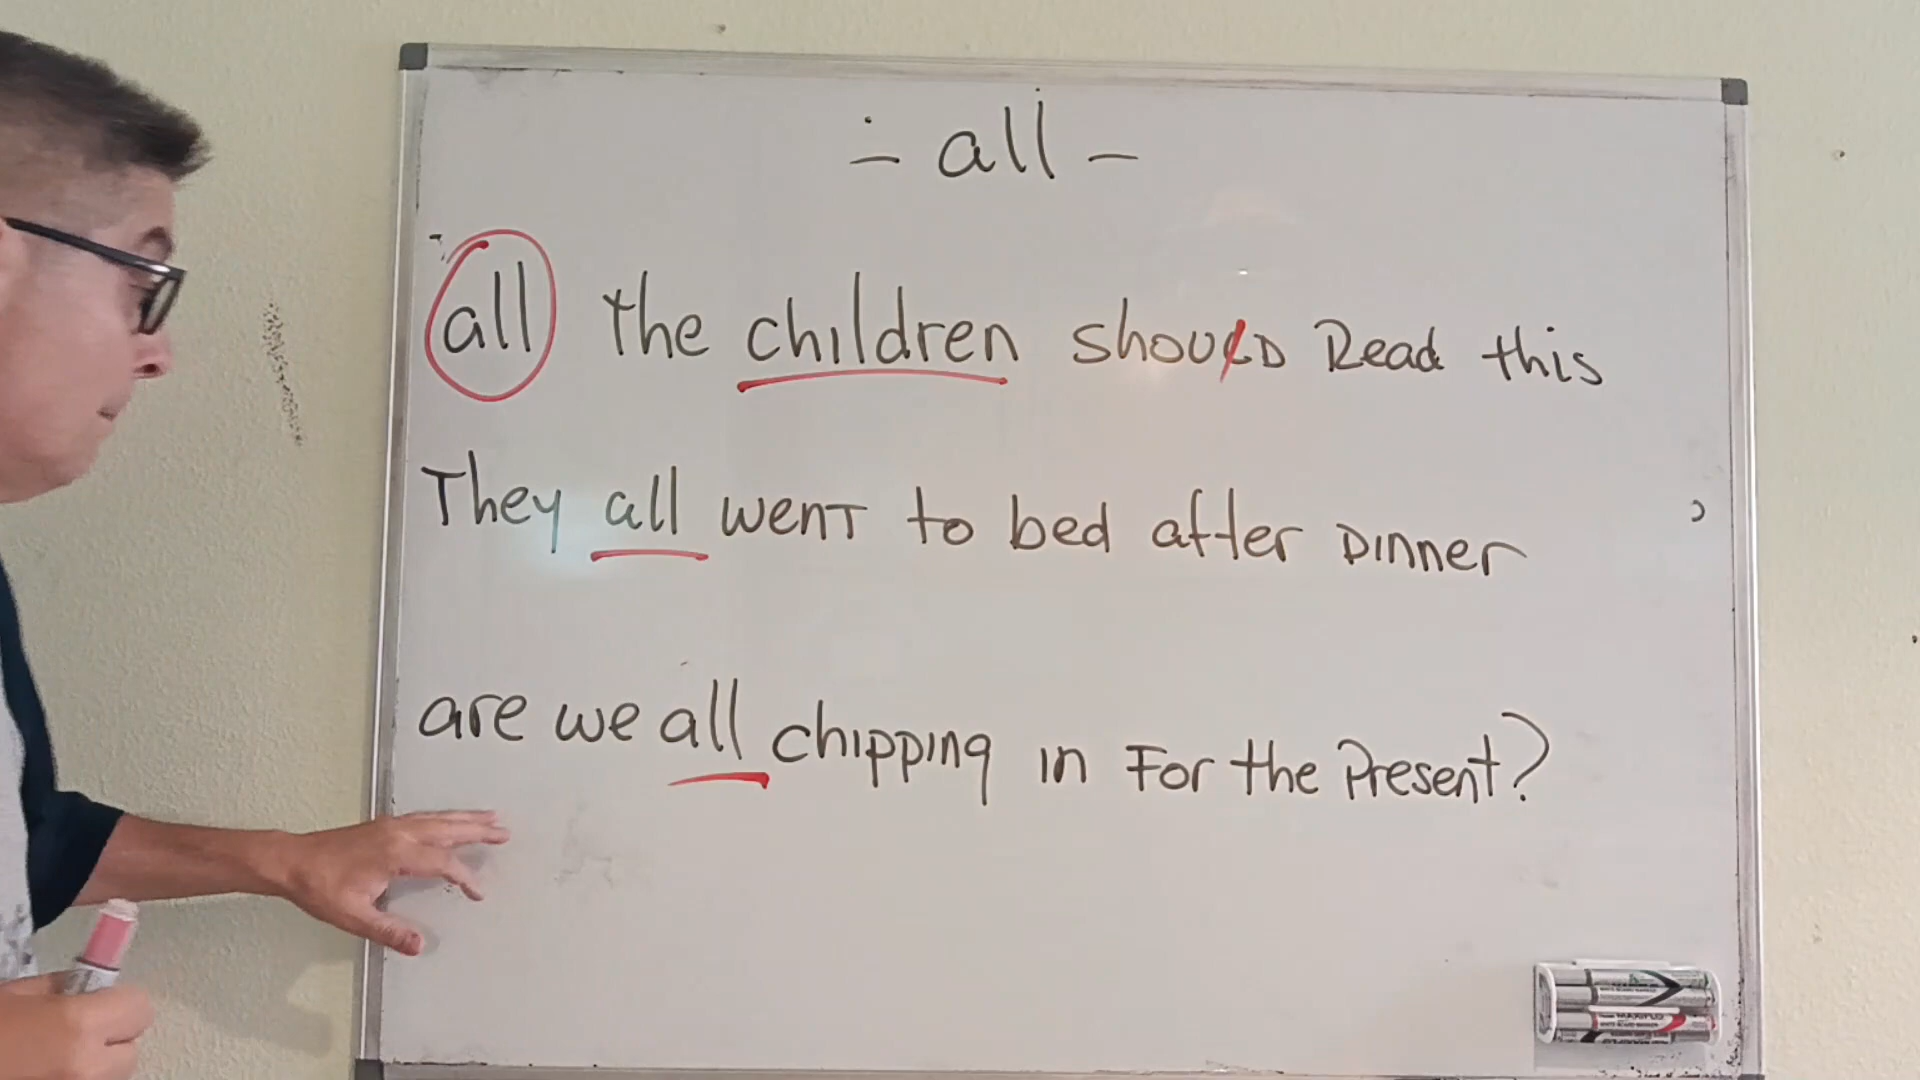 - all -
all the children should Read this
They all went to bed after Dinner
are we all chipping in For the Present?